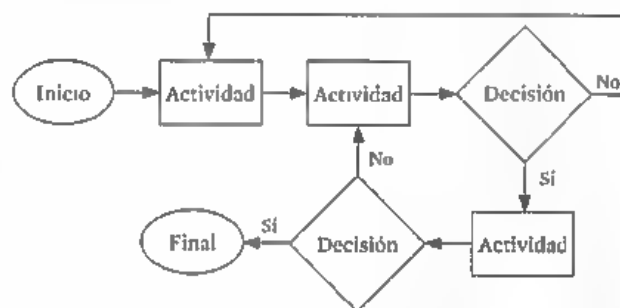 Inicio
Actividad
Actividad
Decisión
No
Sí
No
Final
Sí
Decisión
Actividad